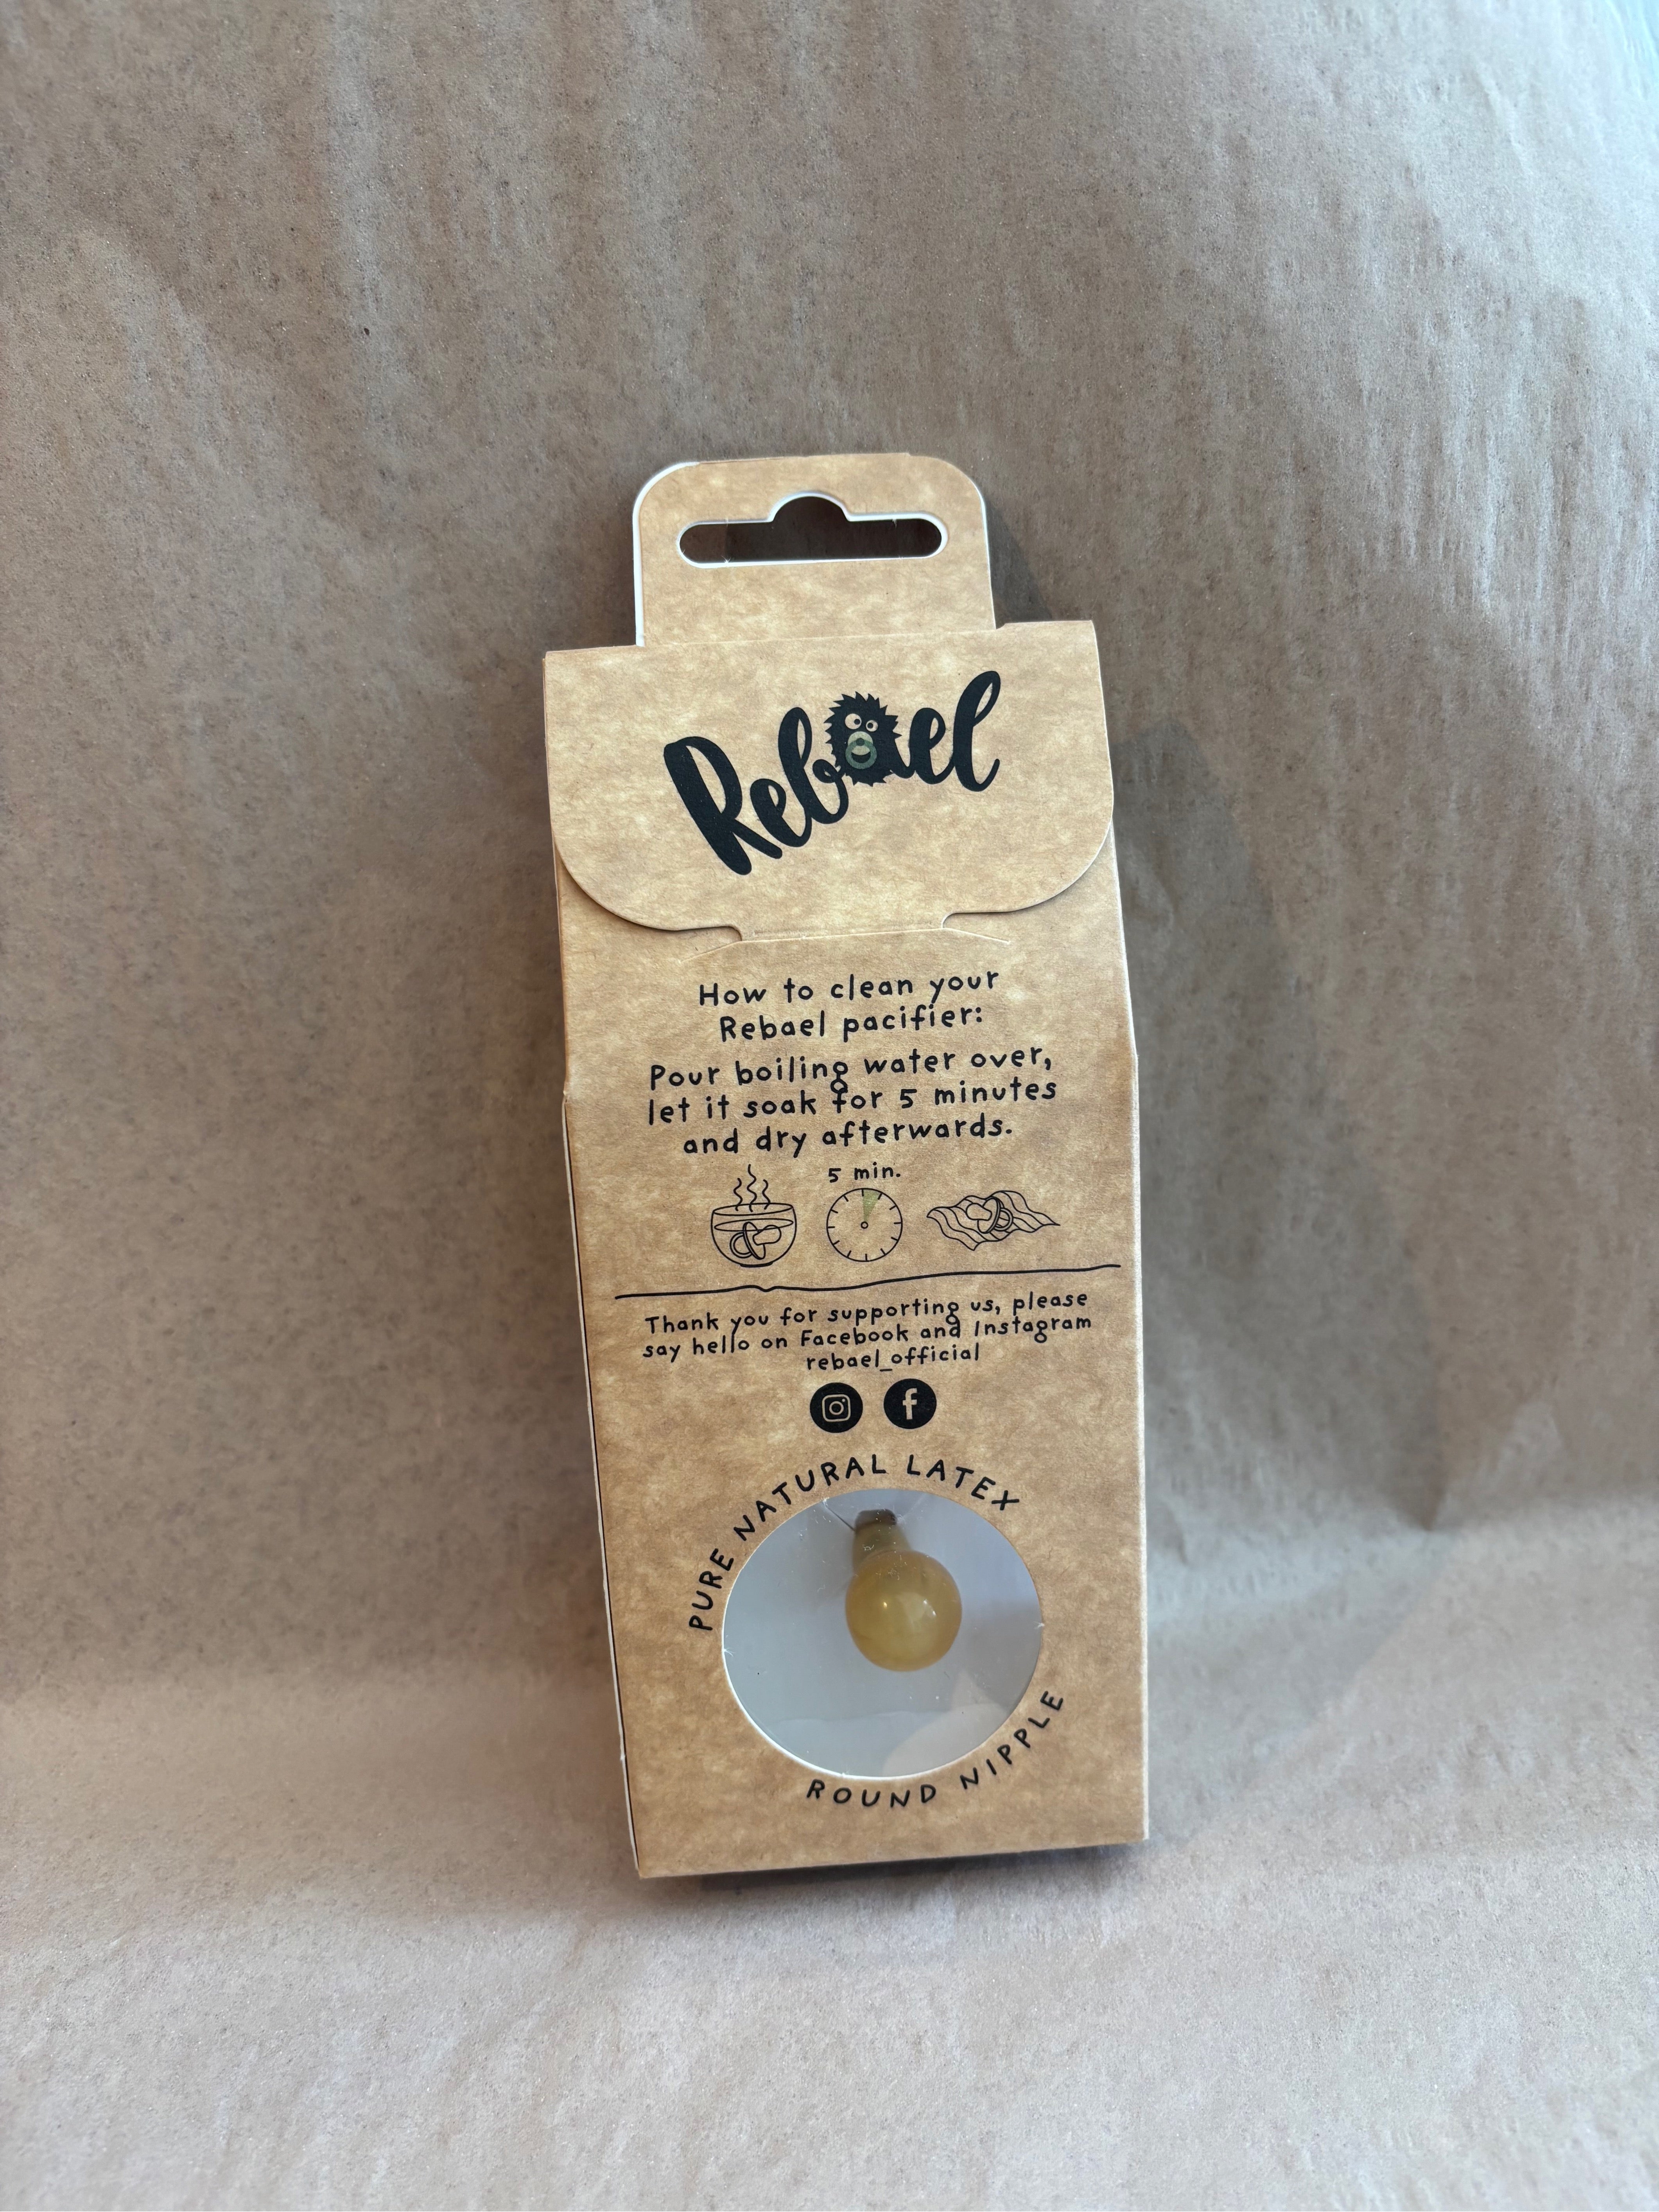 Rebael
How to clean your
Rebael pacifier:
Pour boiling water over,
let it soak for 5 minutes
and dry afterwards.
5 min.
Thank you for supporting us, please
say hello on Facebook and Instagram
rebael_official
PURE NATURAL LATEX
ROUND NIPPLE